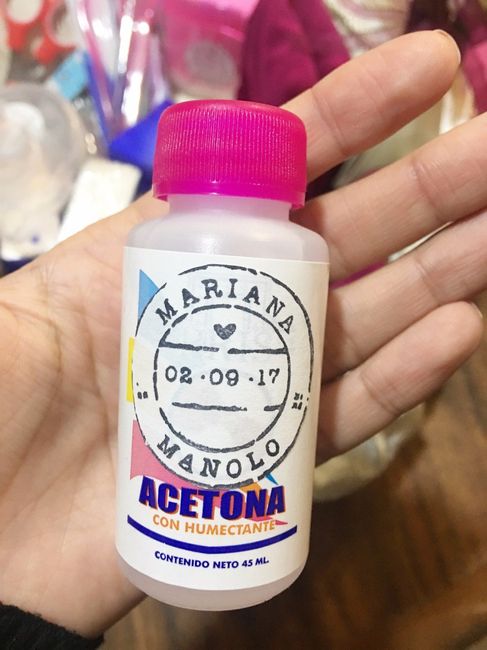 MARIANA
02·09·17
MANOLO
ACETONA
CON HUMECTANTE
CONTENIDO NETO 45 ML.